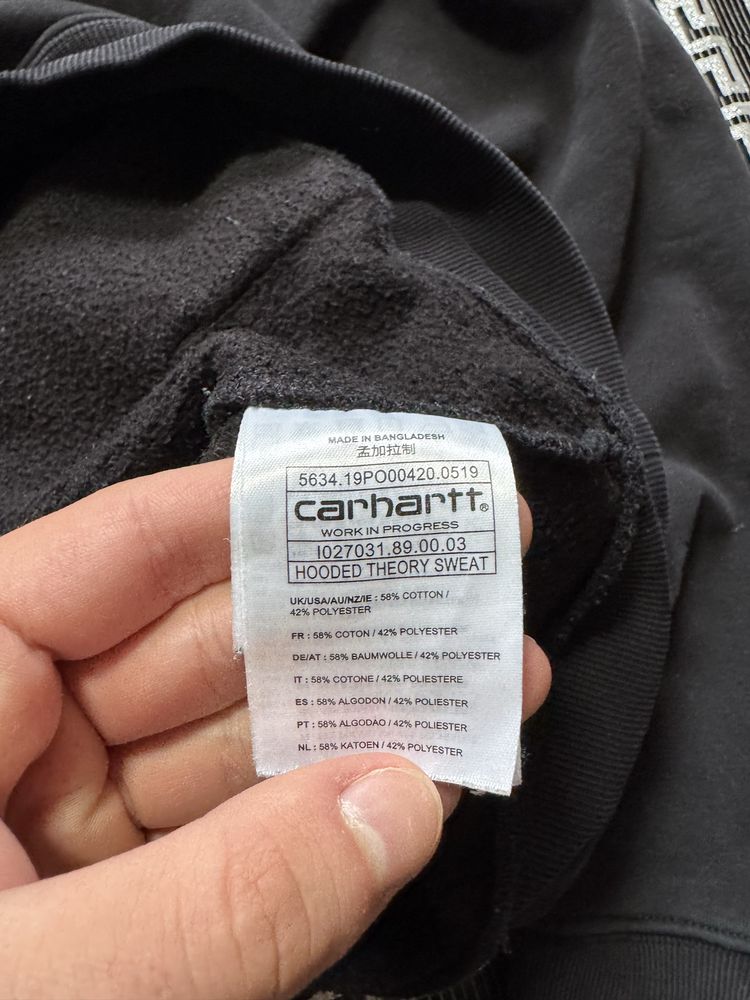 MADE IN BANGLADESH
孟加拉制
5634.19PO00420.0519
carhartt®
WORK IN PROGRESS
I027031.89.00.03
HOODED THEORY SWEAT
UK/USA/AU/NZ/IE : 58% COTTON /
42% POLYESTER
FR : 58% COTON / 42% POLYESTER
DE/AT : 58% BAUMWOLLE / 42% POLYESTER
IT : 58% COTONE / 42% POLIESTERE
ES : 58% ALGODON / 42% POLIESTER
PT : 58% ALGODAO / 42% POLIESTER
NL : 58% KATOEN / 42% POLYESTER